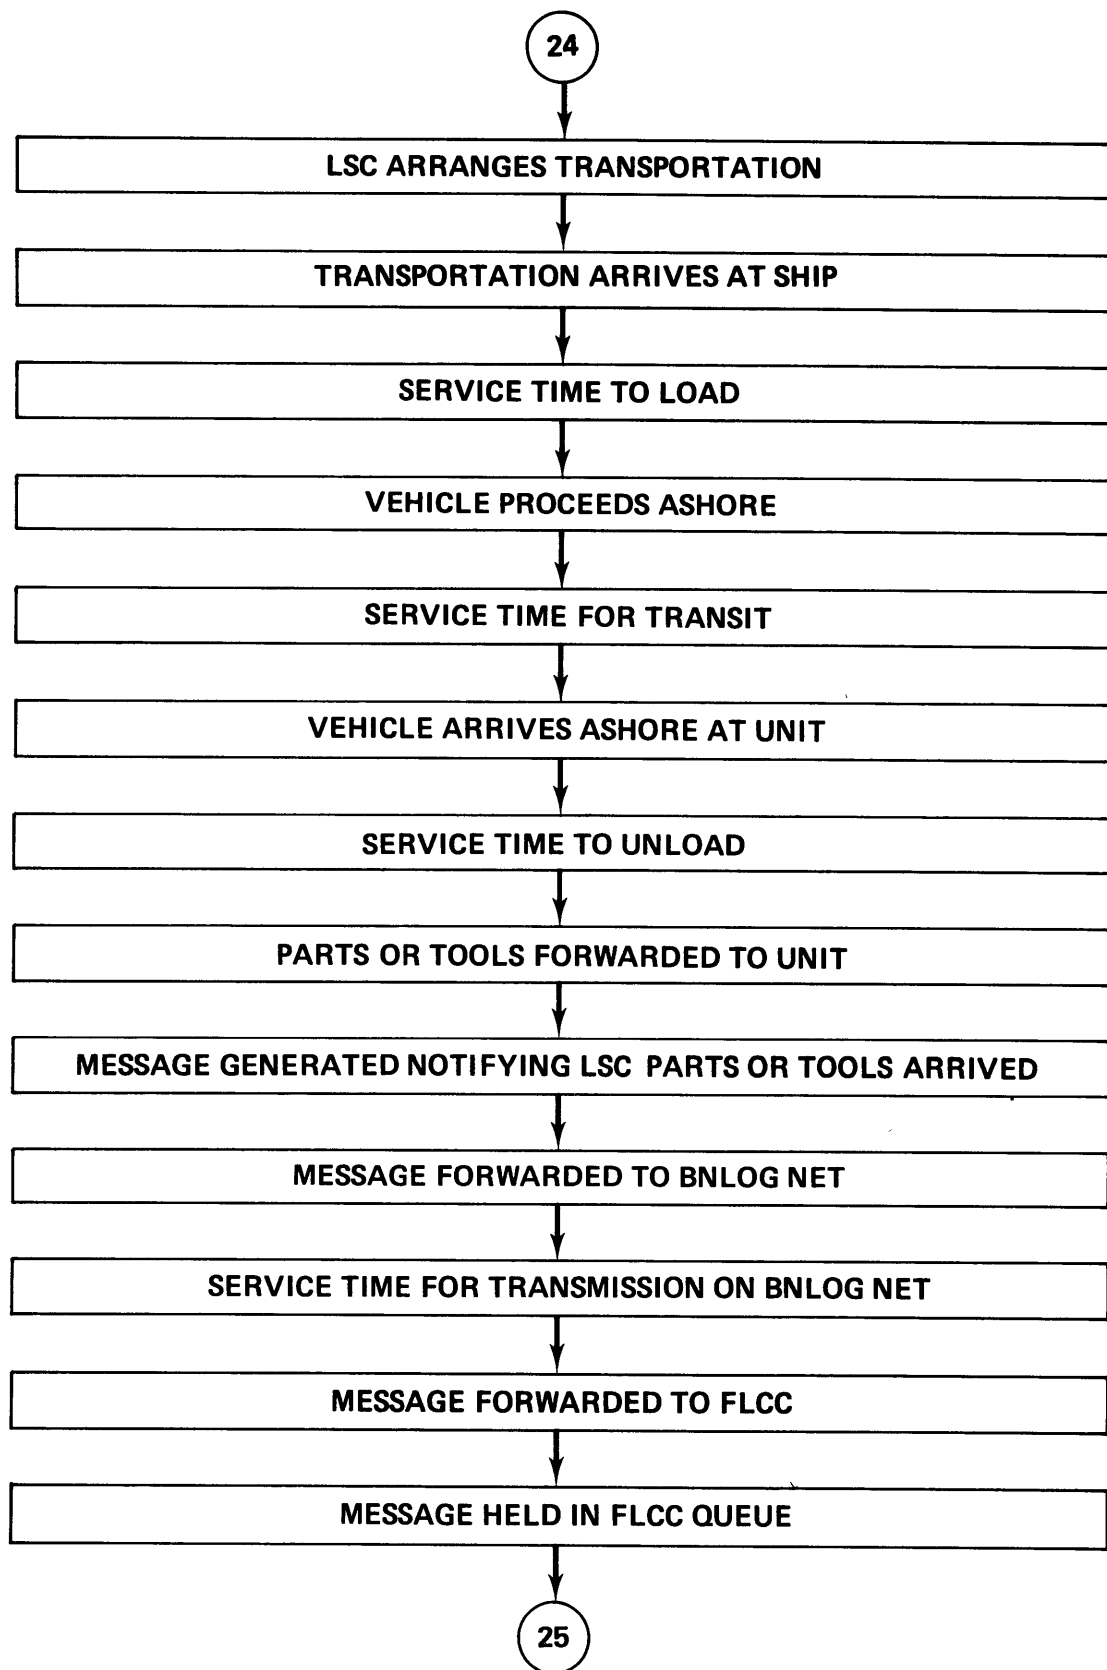 24
LSC ARRANGES TRANSPORTATION
TRANSPORTATION ARRIVES AT SHIP
SERVICE TIME TO LOAD
VEHICLE PROCEEDS ASHORE
SERVICE TIME FOR TRANSIT
VEHICLE ARRIVES ASHORE AT UNIT
SERVICE TIME TO UNLOAD
PARTS OR TOOLS FORWARDED TO UNIT
MESSAGE GENERATED NOTIFYING LSC PARTS OR TOOLS ARRIVED
MESSAGE FORWARDED TO BNLOG NET
SERVICE TIME FOR TRANSMISSION ON BNLOG NET
MESSAGE FORWARDED TO FLCC
MESSAGE HELD IN FLCC QUEUE
25